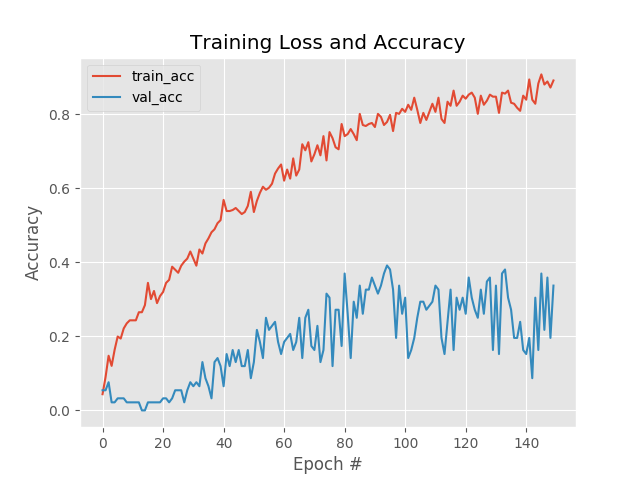 Training Loss and Accuracy
train_acc
val_acc
Accuracy
0.8
0.6
0.4
0.2
0.0
0 20 40 60 80 100 120 140
Epoch #